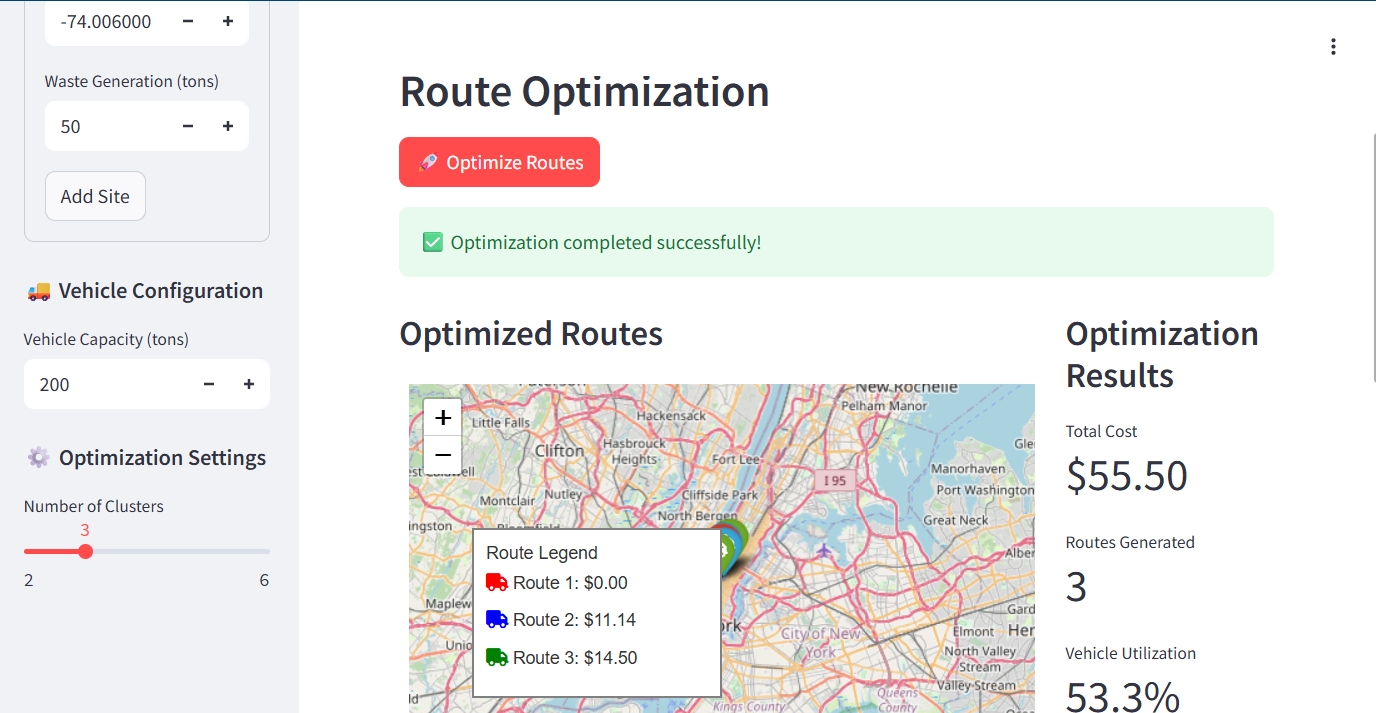 -74.006000
Waste Generation (tons)
50
Add Site
Vehicle Configuration
Vehicle Capacity (tons)
200
Optimization Settings
Number of Clusters
3
2 6
Route Optimization
Optimize Routes
Optimization completed successfully!
Optimized Routes
+
−
New Rochelle
Pelham Manor
Little Falls
Hackensack
Clifton
Hasbrouck
Heights
Fort Lee
I 95
Manorhaven
Port Washington
Montclair
Nutley
Cliffside Park
North Bergen
Great Neck
City of New
York
Elmont
North Valley
Stream
Valley Stream
Queens
County
Kings County
Route Legend
Route 1: $0.00
Route 2: $11.14
Route 3: $14.50
Optimization
Results
Total Cost
$55.50
Routes Generated
3
Vehicle Utilization
53.3%